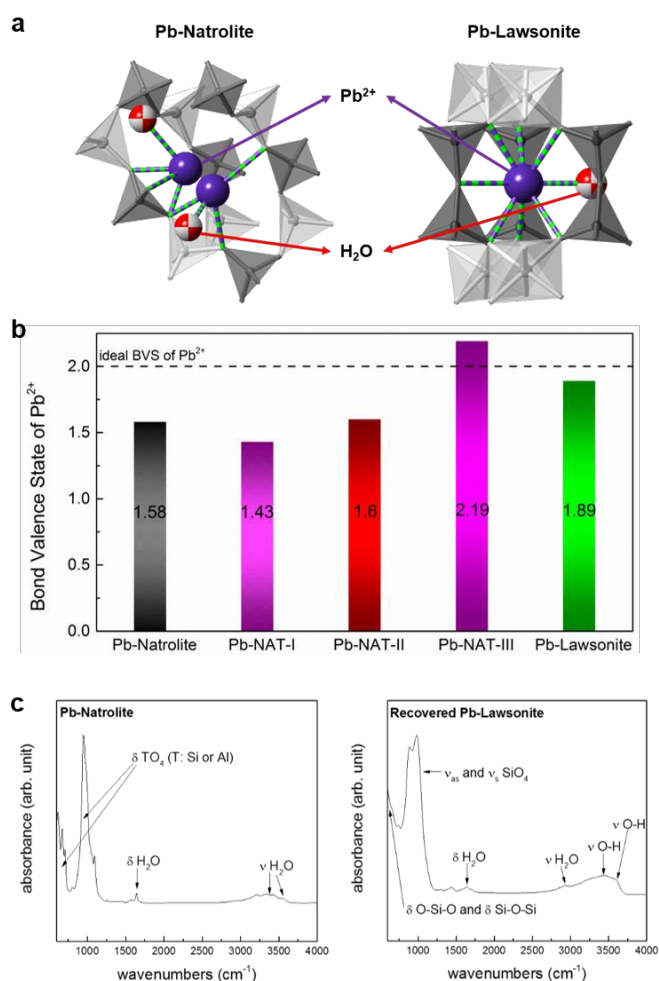 a
Pb-Natrolite
Pb-Lawsonite
Pb²⁺
H₂O
b
Bond Valence State of Pb²⁺
ideal BVS of Pb²⁺
2.0
1.5
1.0
0.5
0.0
1.58
1.43
1.6
2.19
1.89
Pb-Natrolite
Pb-NAT-I
Pb-NAT-II
Pb-NAT-III
Pb-Lawsonite
c
Pb-Natrolite
absorbance (arb. unit)
δ TO₄ (T: Si or Al)
δ H₂O
ν H₂O
1000 1500 2000 2500 3000 3500 4000
wavenumbers (cm⁻¹)
Recovered Pb-Lawsonite
absorbance (arb. unit)
νas and νs SiO₄
ν O-H
δ H₂O
ν H₂O
ν O-H
δ O-Si-O and δ Si-O-Si
1000 1500 2000 2500 3000 3500 4000
wavenumbers (cm⁻¹)